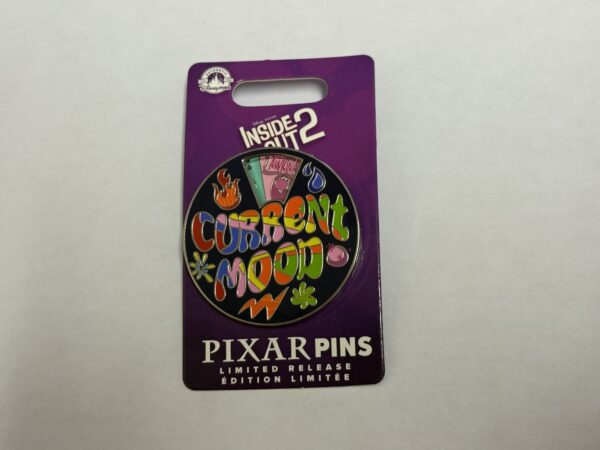 INSIDE
OUT 2
CURRENT
MOOD
PIXAR PINS
LIMITED RELEASE
ÉDITION LIMITÉE